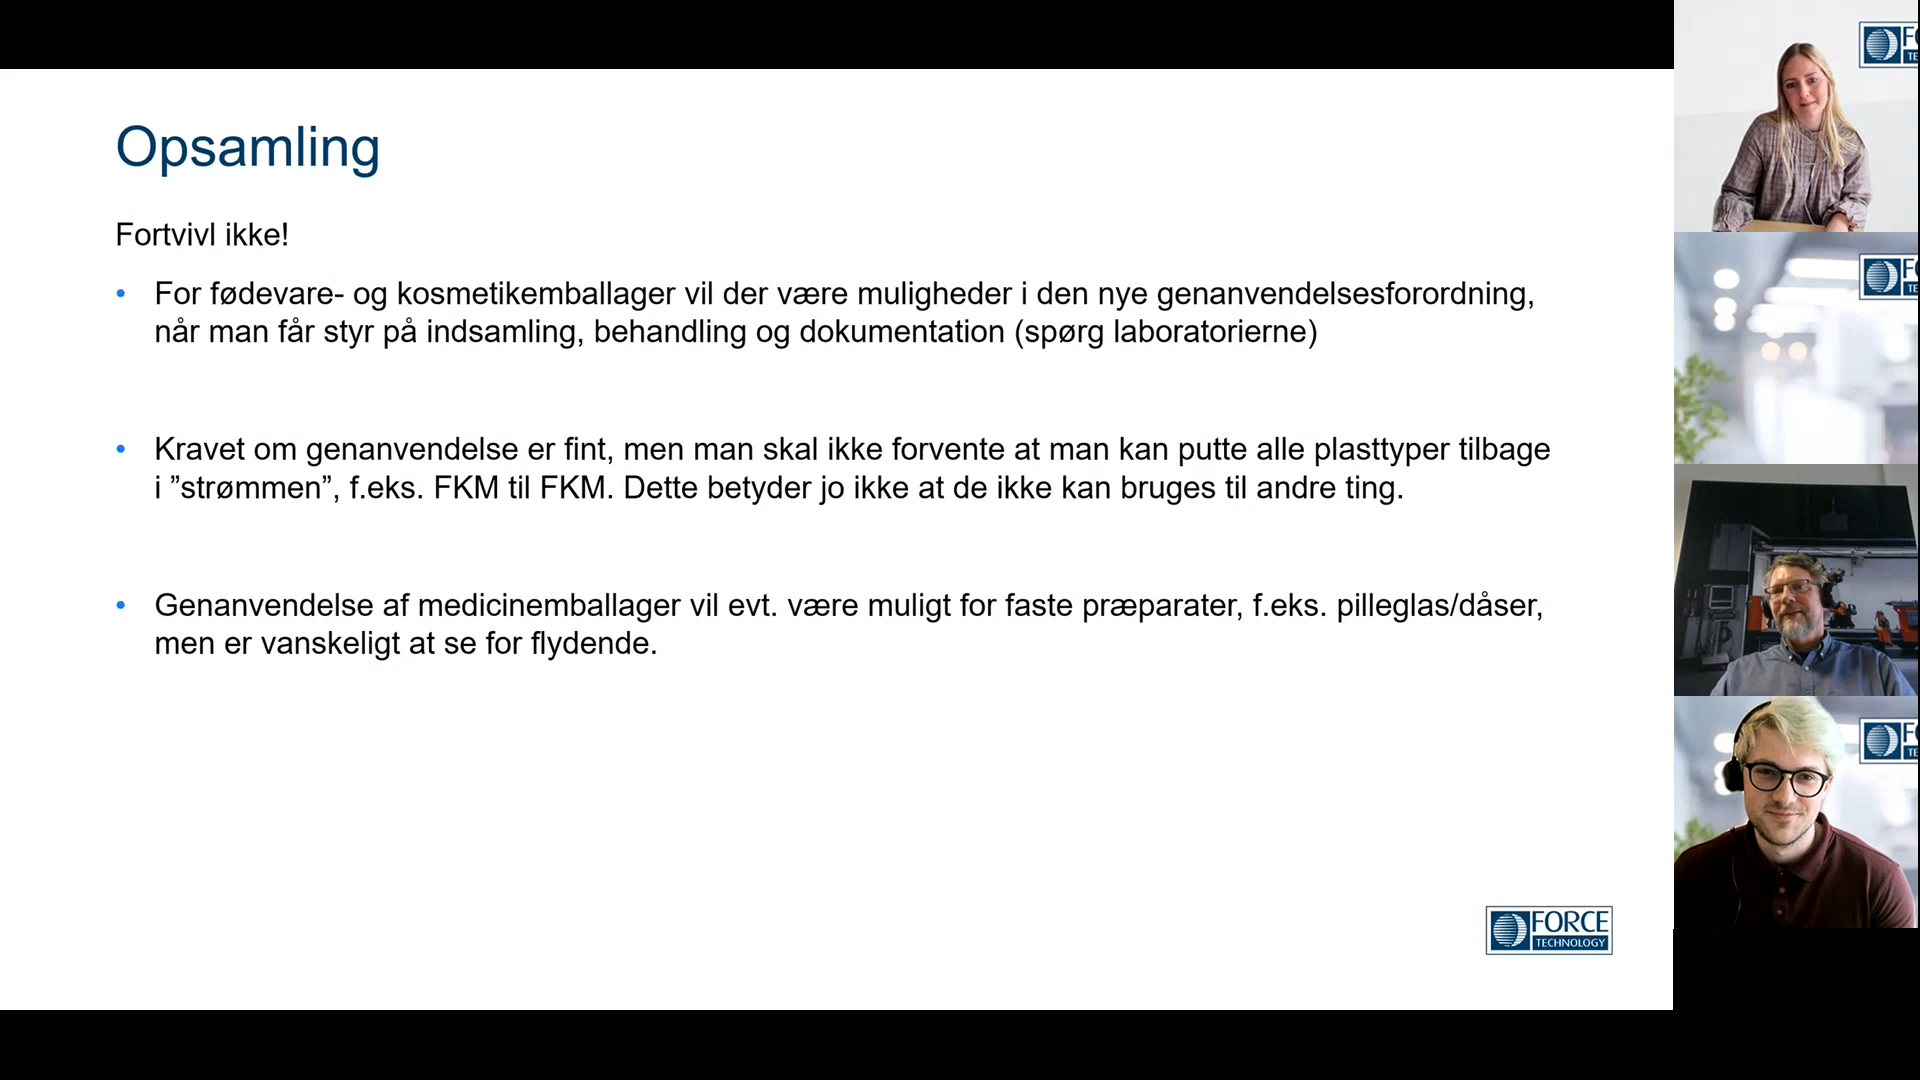 Opsamling
Fortvivl ikke!
• For fødevare- og kosmetikemballager vil der være muligheder i den nye genanvendelsesforordning,
når man får styr på indsamling, behandling og dokumentation (spørg laboratorierne)
• Kravet om genanvendelse er fint, men man skal ikke forvente at man kan putte alle plasttyper tilbage
i ”strømmen”, f.eks. FKM til FKM. Dette betyder jo ikke at de ikke kan bruges til andre ting.
• Genanvendelse af medicinemballager vil evt. være muligt for faste præparater, f.eks. pilleglas/dåser,
men er vanskeligt at se for flydende.
FORCE
TECHNOLOGY